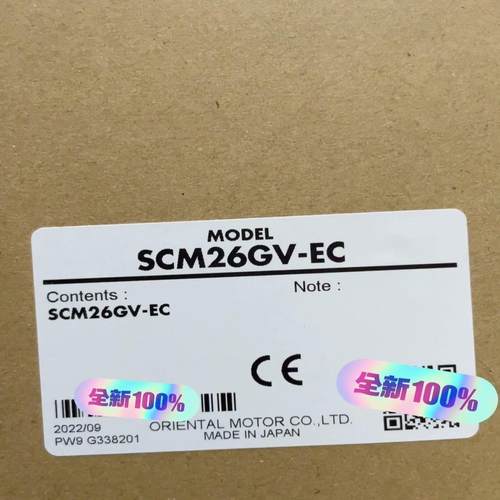 MODEL
SCM26GV-EC
Contents :
Note :
SCM26GV-EC
CE
全新100%
全新100%
2022/09
ORIENTAL MOTOR CO.,LTD.
PW9 G338201
MADE IN JAPAN